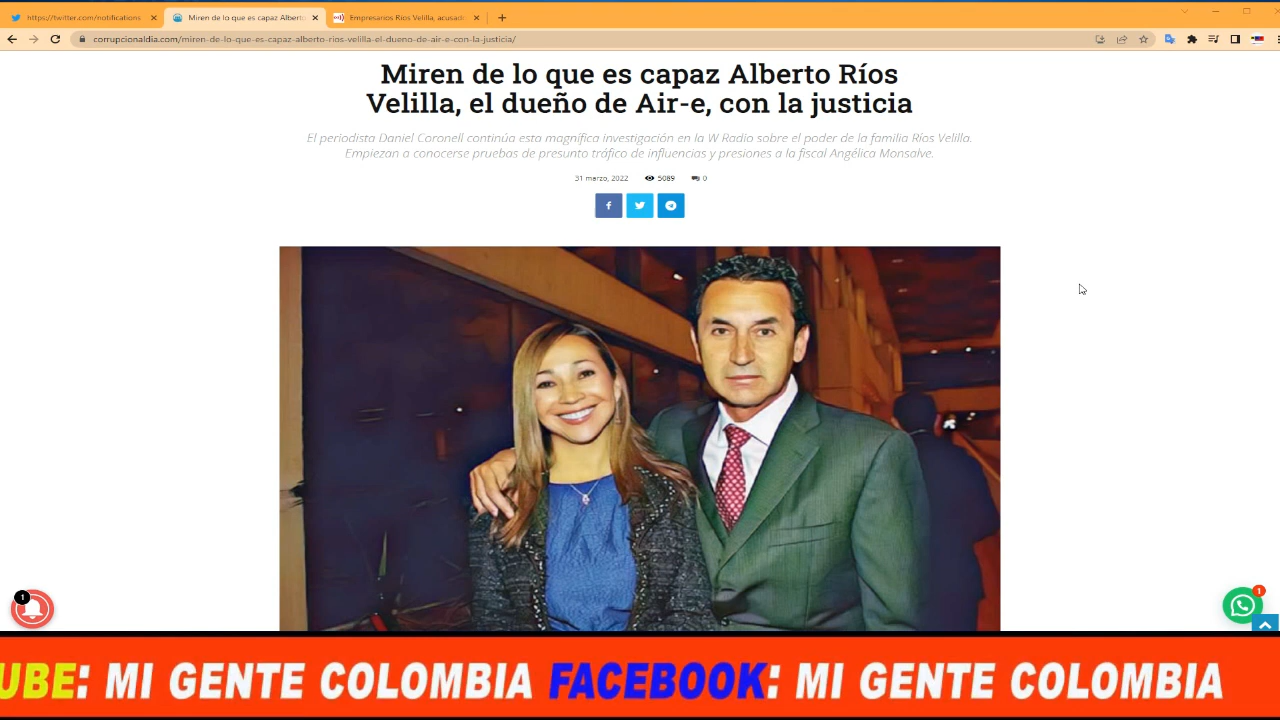 https://twitter.com/notifications
Miren de lo que es capaz Alberto
Empresarios Ríos Velilla, acusad
corrupcionaldia.com/miren-de-lo-que-es-capaz-alberto-rios-velilla-el-dueno-de-air-e-con-la-justicia/
Miren de lo que es capaz Alberto Ríos
Velilla, el dueño de Air-e, con la justicia
El periodista Daniel Coronell continúa esta magnífica investigación en la W Radio sobre el poder de la familia Ríos Velilla.
Empiezan a conocerse pruebas de presunto tráfico de influencias y presiones a la fiscal Angélica Monsalve.
31 marzo, 2022 5089 0
1
1
UBE: MI GENTE COLOMBIA FACEBOOK: MI GENTE COLOMBIA